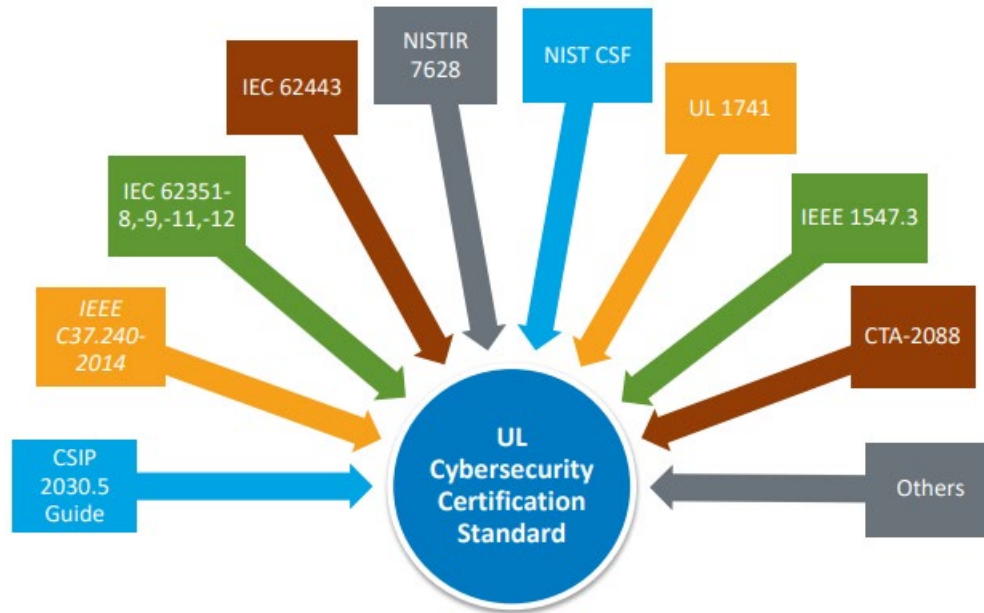 NISTIR
7628
NIST CSF
IEC 62443
UL 1741
IEC 62351-
8,-9,-11,-12
IEEE 1547.3
IEEE
C37.240-
2014
CTA-2088
CSIP
2030.5
Guide
UL
Cybersecurity
Certification
Standard
Others